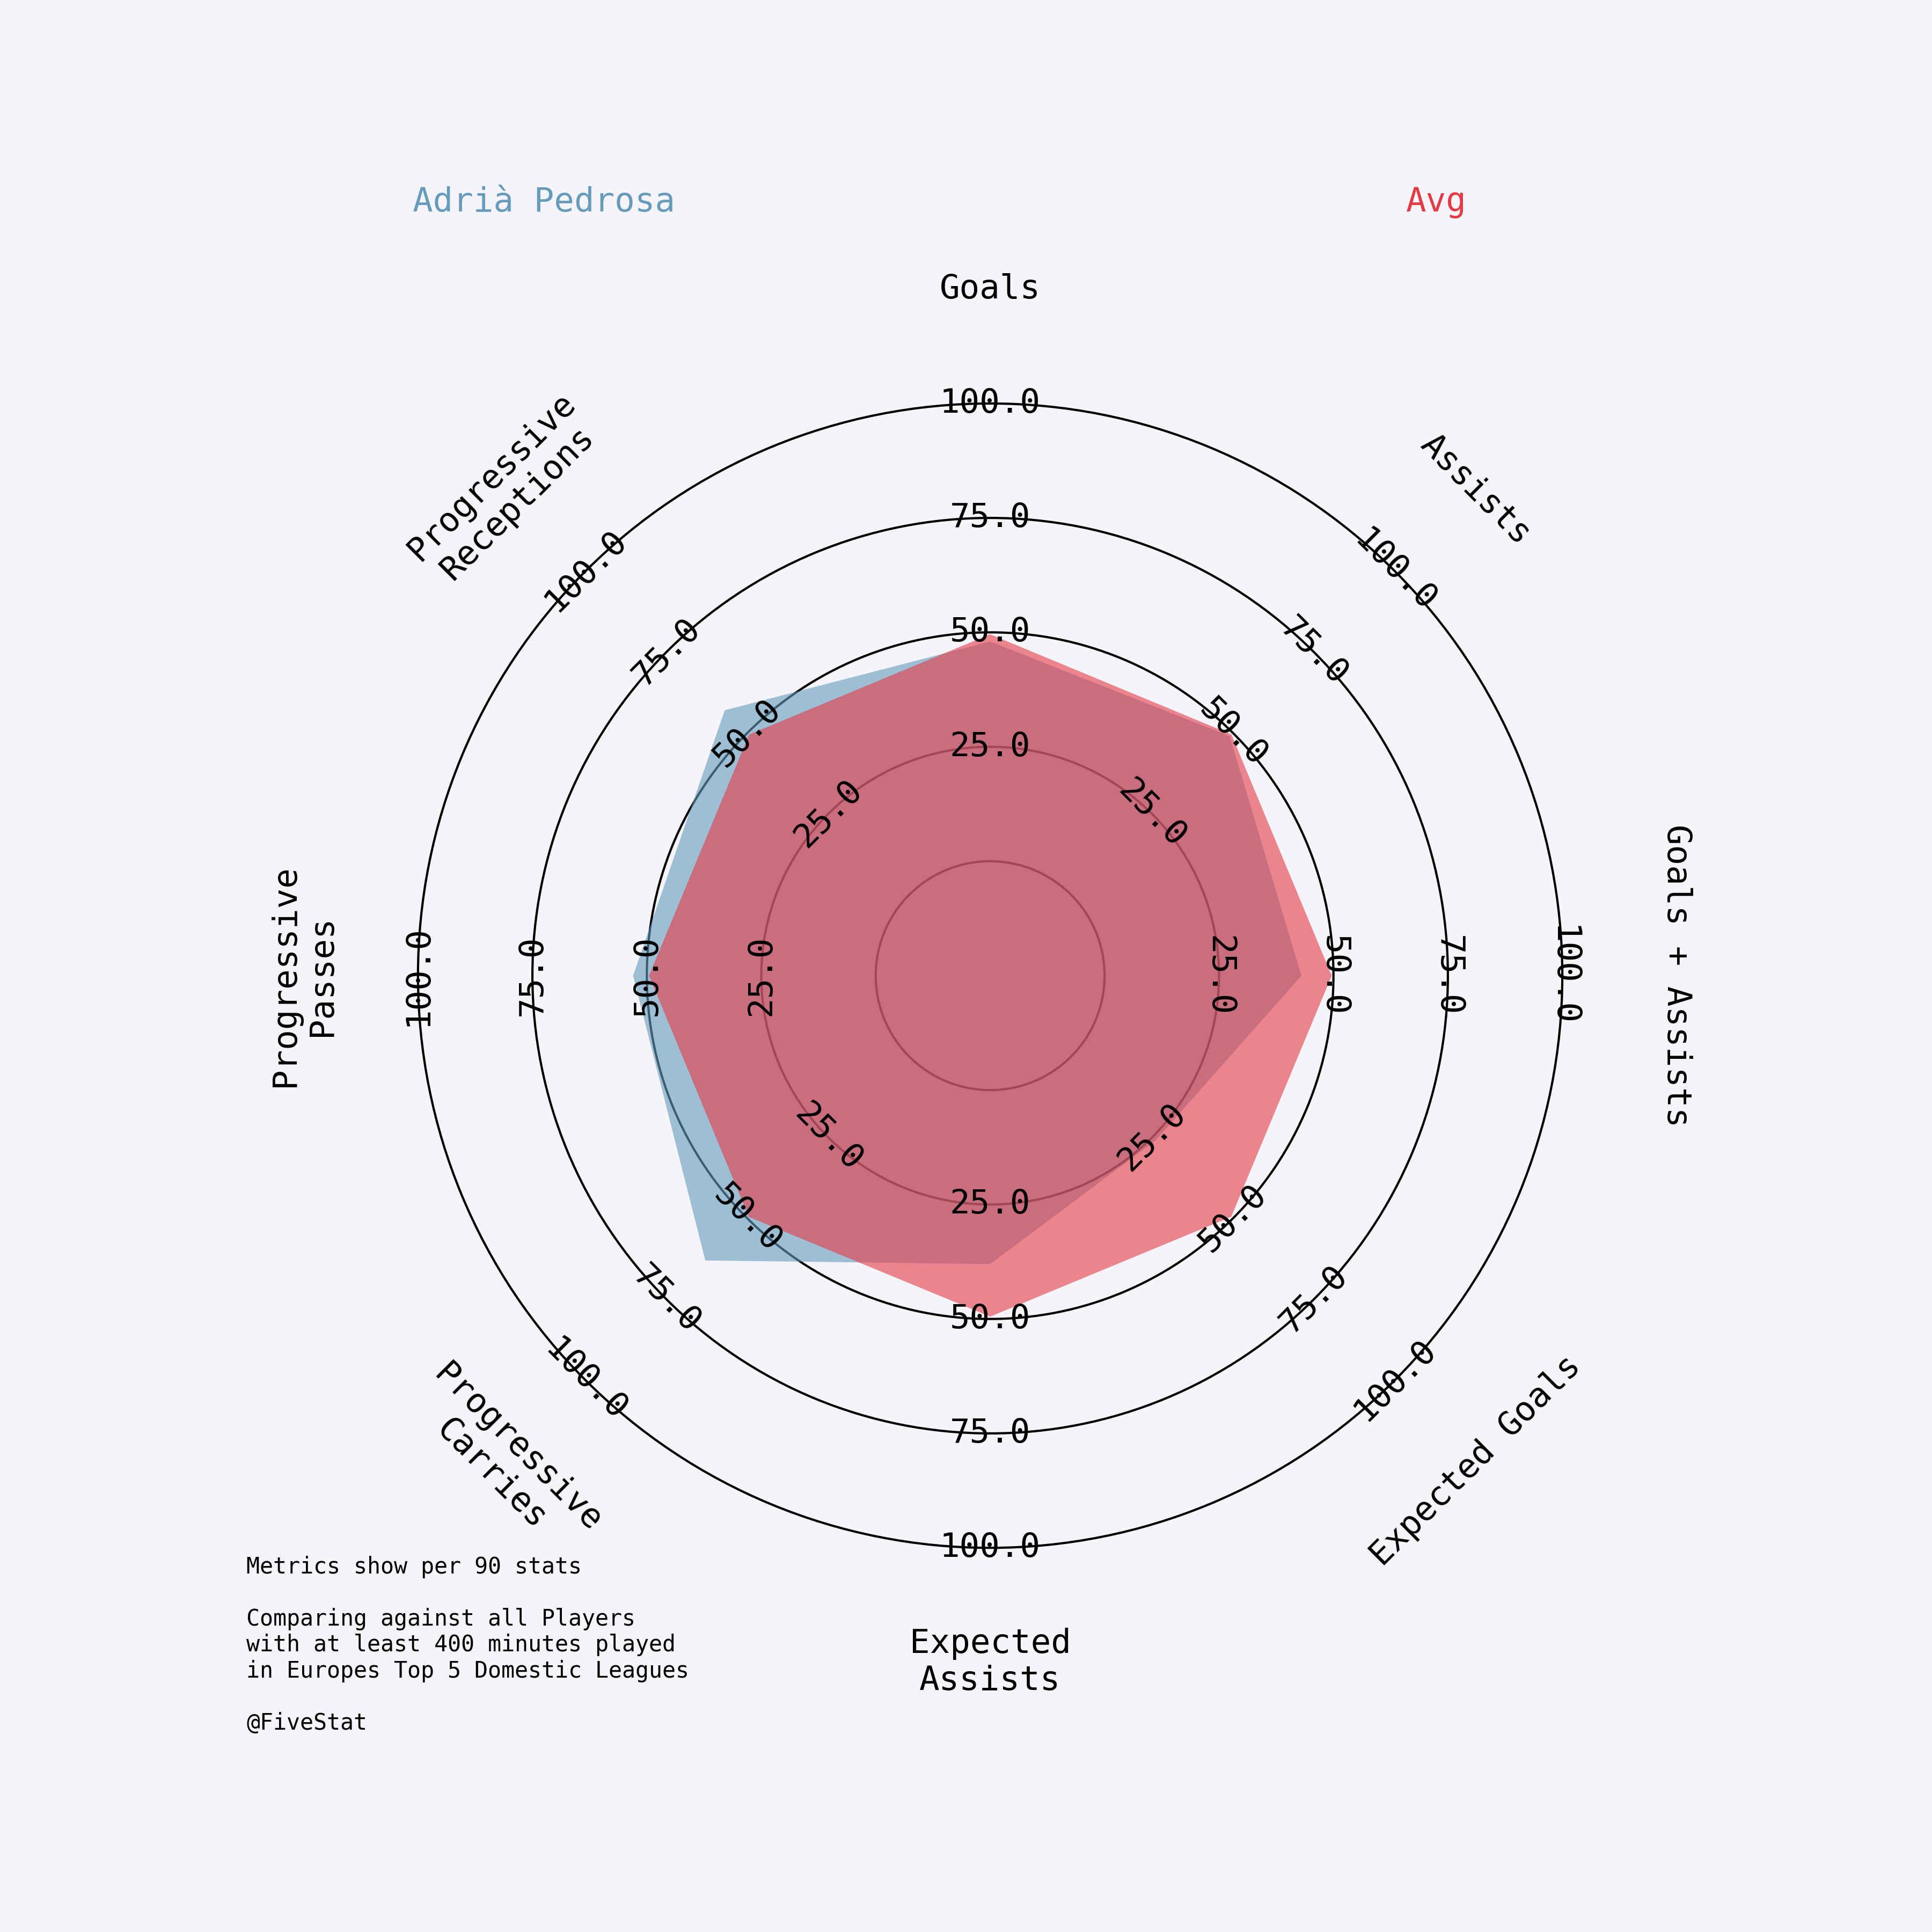 Adrià Pedrosa
Avg
Goals
Assists
Goals + Assists
Expected Goals
Expected
Assists
Progressive
Carries
Progressive
Passes
Progressive
Receptions
25.0
50.0
75.0
100.0
25.0
50.0
75.0
100.0
25.0
50.0
75.0
100.0
25.0
50.0
75.0
100.0
25.0
50.0
75.0
100.0
25.0
50.0
75.0
100.0
25.0
50.0
75.0
100.0
25.0
50.0
75.0
100.0
Metrics show per 90 stats
Comparing against all Players
with at least 400 minutes played
in Europes Top 5 Domestic Leagues
@FiveStat